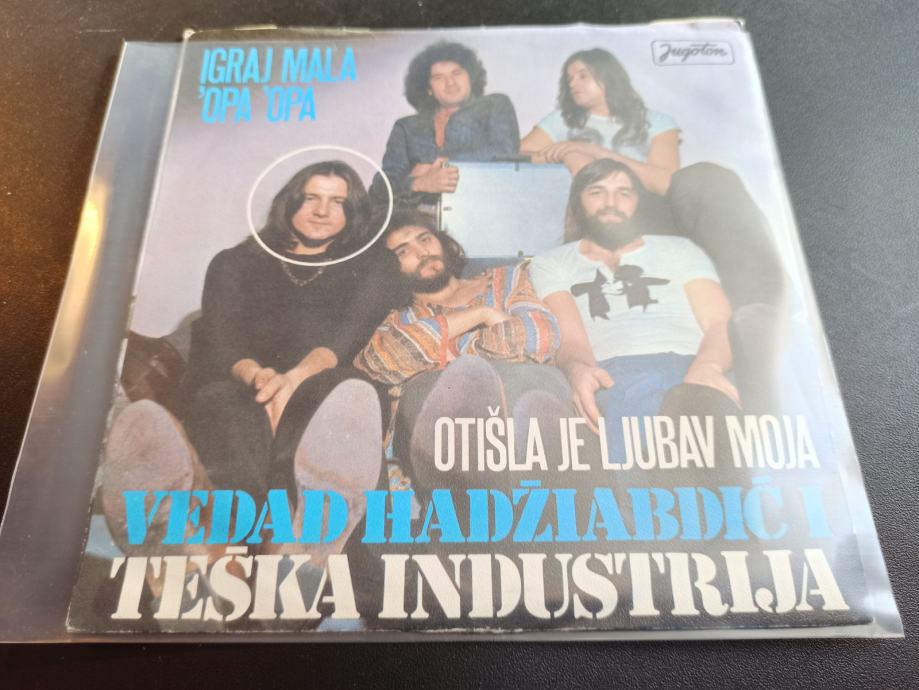 IGRAJ MALA
'OPA 'OPA
Jugoton
OTIŠLA JE LJUBAV MOJA
VEDAD HADŽIABDIĆ I
TEŠKA INDUSTRIJA